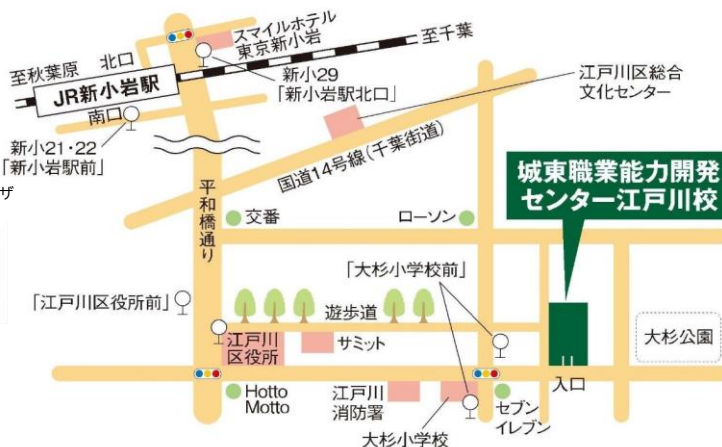 スマイルホテル
東京新小岩
至千葉
至秋葉原
北口
JR新小岩駅
南口
新小29
「新小岩駅北口」
江戸川区総合
文化センター
新小21・22
「新小岩駅前」
ザ
国道14号線(千葉街道)
城東職業能力開発
センター江戸川校
平和橋通り
交番
ローソン
「大杉小学校前」
「江戸川区役所前」
遊歩道
江戸川
区役所
サミット
大杉公園
入口
Hotto
Motto
江戸川
消防署
セブン
イレブン
大杉小学校